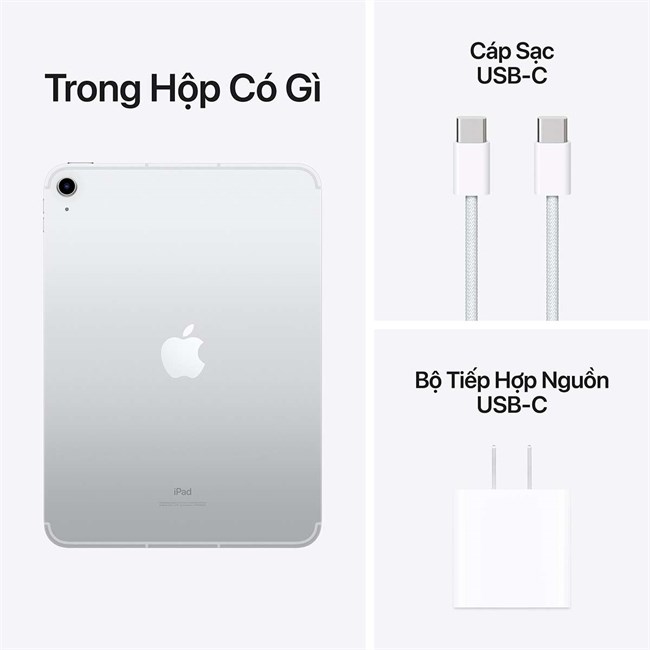 Trong Hộp Có Gì
iPad
Cáp Sạc
USB-C
Bộ Tiếp Hợp Nguồn
USB-C